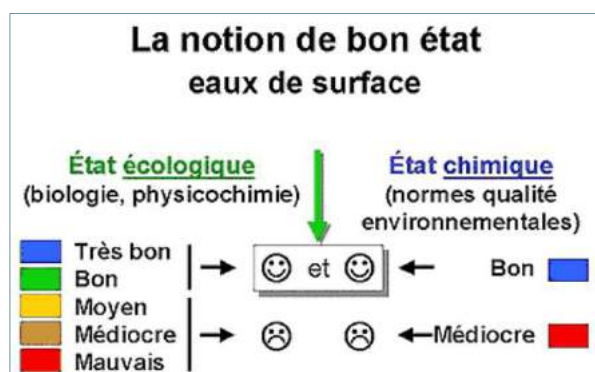 La notion de bon état
eaux de surface
État écologique
(biologie, physicochimie)
État chimique
(normes qualité
environnementales)
Très bon
Bon
Moyen
Médiocre
Mauvais
et
Bon
Médiocre